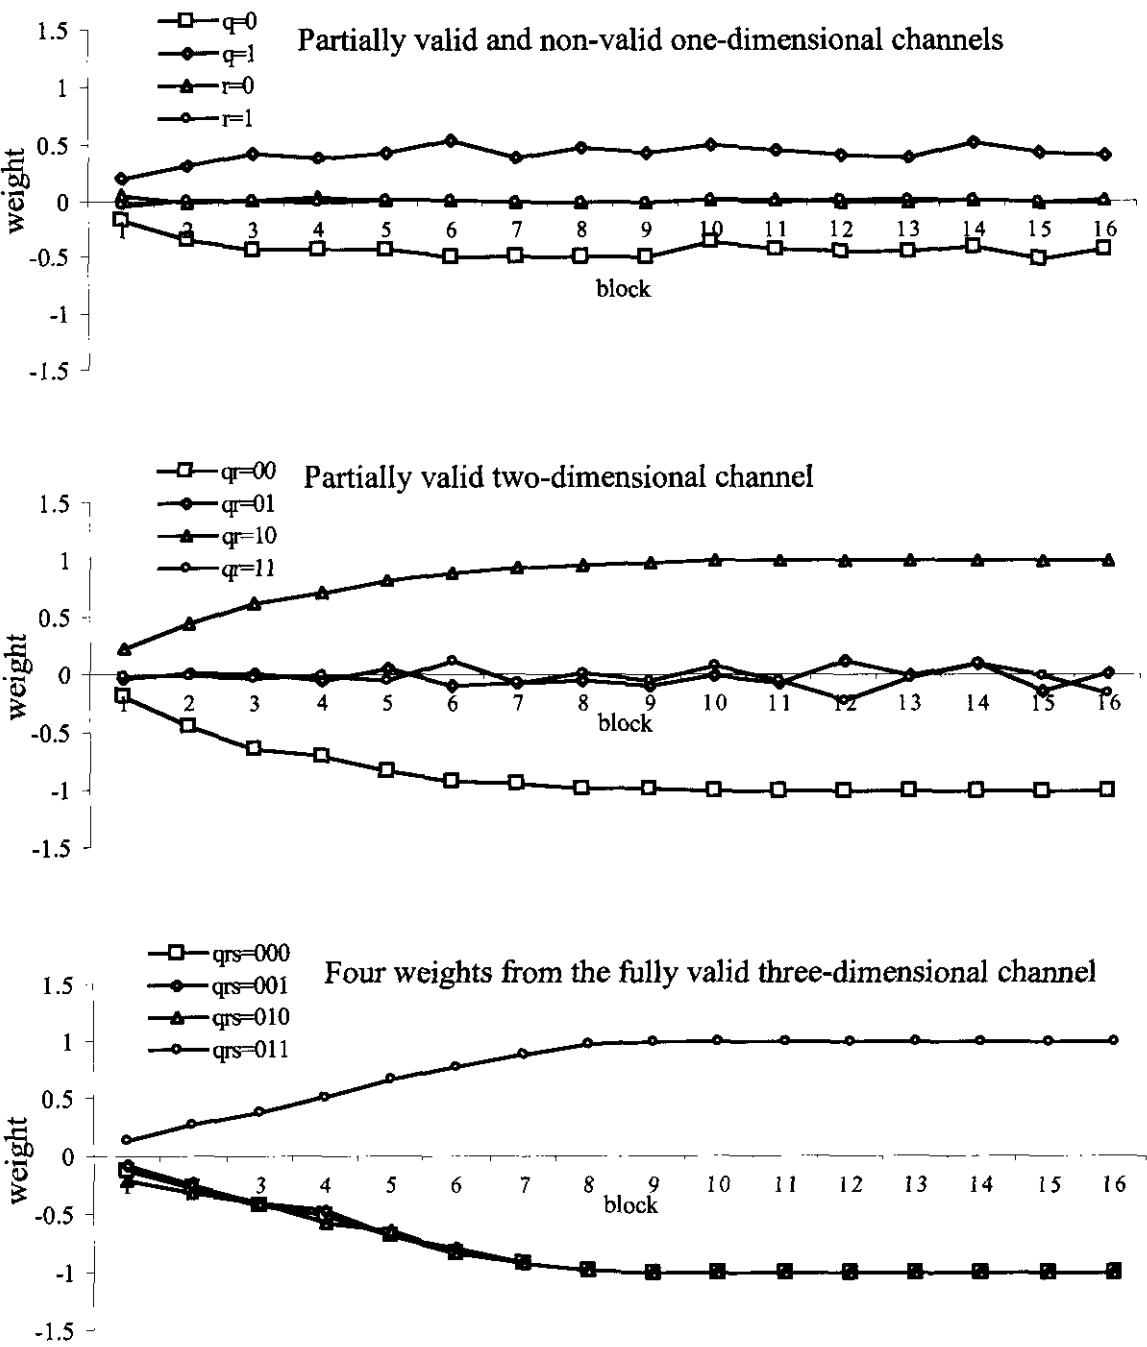 q=0
q=1
r=0
r=1
Partially valid and non-valid one-dimensional channels
1.5
1
0.5
0
-0.5
-1
-1.5
weight
1 2 3 4 5 6 7 8 9 10 11 12 13 14 15 16
block
qr=00
qr=01
qr=10
qr=11
Partially valid two-dimensional channel
1.5
1
0.5
0
-0.5
-1
-1.5
weight
1 2 3 4 5 6 7 8 9 10 11 12 13 14 15 16
block
qrs=000
qrs=001
qrs=010
qrs=011
Four weights from the fully valid three-dimensional channel
1.5
1
0.5
0
-0.5
-1
-1.5
weight
1 3 4 5 6 7 8 9 10 11 12 13 14 15 16
block